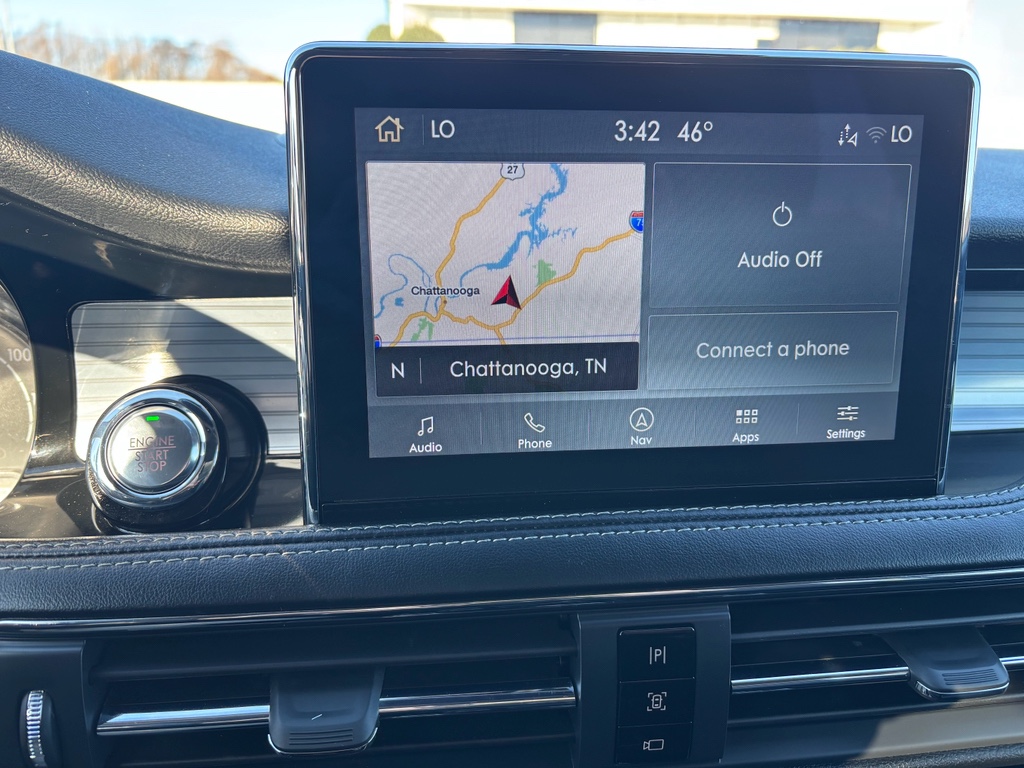 LO
3:42 46°
LO
27
Chattanooga
N
Chattanooga, TN
Audio Off
Connect a phone
Audio
Phone
Nav
Apps
Settings
100
ENGINE
START
STOP
P